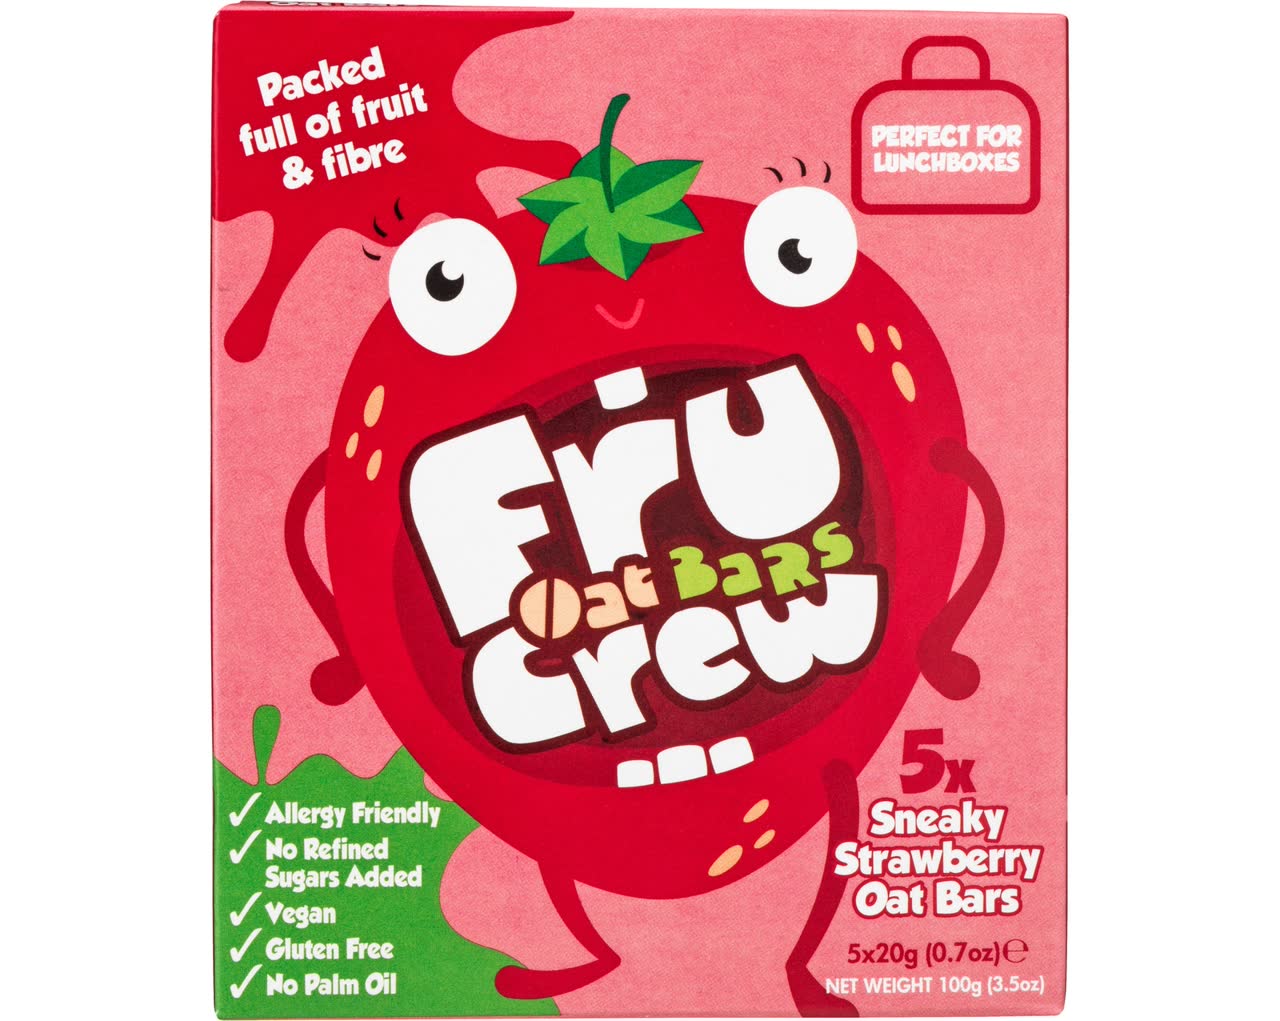 Packed
full of fruit
& fibre
PERFECT FOR
LUNCHBOXES
Fru
Oat BARS
Crew
✓ Allergy Friendly
✓ No Refined
Sugars Added
✓ Vegan
✓ Gluten Free
✓ No Palm Oil
5x
Sneaky
Strawberry
Oat Bars
5x20g (0.7oz)℮
NET WEIGHT 100g (3.5oz)